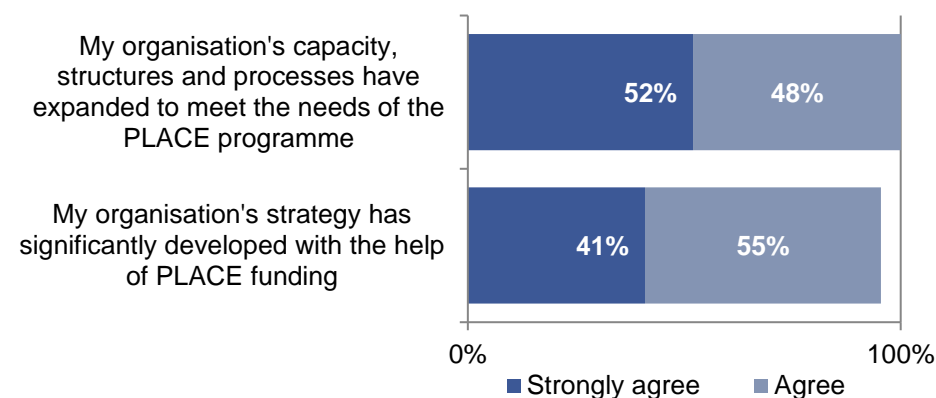 My organisation's capacity,
structures and processes have
expanded to meet the needs of the
PLACE programme
52%
48%
My organisation's strategy has
significantly developed with the help
of PLACE funding
41%
55%
0%
100%
Strongly agree
Agree